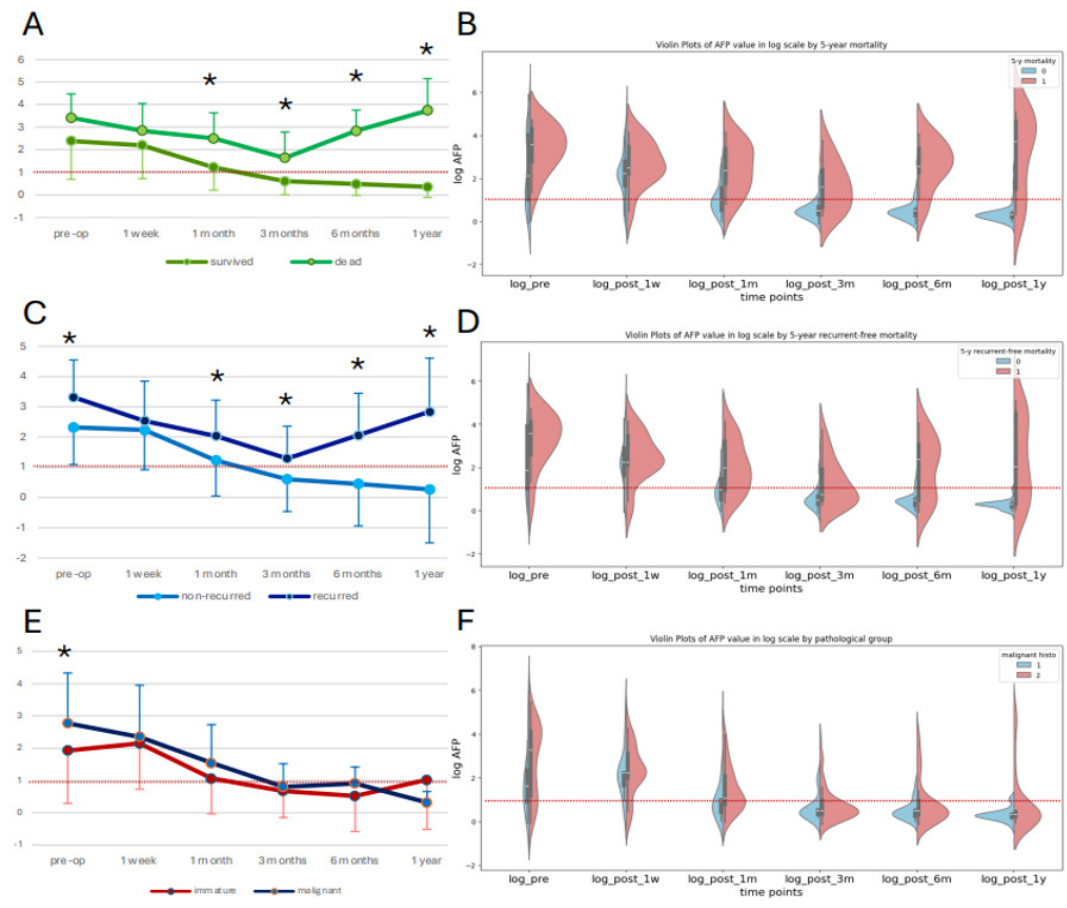 A
6
5
4
3
2
1
0
-1
*
*
*
*
pre-op 1 week 1 month 3 months 6 months 1 year
survived dead
B
Violin Plots of AFP value in log scale by 5-year mortality
5-y mortality
0
1
log AFP
6
4
2
0
−2
log_pre log_post_1w log_post_1m log_post_3m log_post_6m log_post_1y
time points
C
5
4
3
2
1
0
-1
-2
*
*
*
*
*
pre-op 1 week 1 month 3 months 6 months 1 year
non-recurred recurred
D
Violin Plots of AFP value in log scale by 5-year recurrent-free mortality
5-y recurrent-free mortality
0
1
log AFP
6
4
2
0
−2
log_pre log_post_1w log_post_1m log_post_3m log_post_6m log_post_1y
time points
E
5
4
3
2
1
0
-1
*
pre-op 1 week 1 month 3 months 6 months 1 year
immature malignant
F
Violin Plots of AFP value in log scale by pathological group
malignant histo
1
2
log AFP
8
6
4
2
0
−2
log_pre log_post_1w log_post_1m log_post_3m log_post_6m log_post_1y
time points